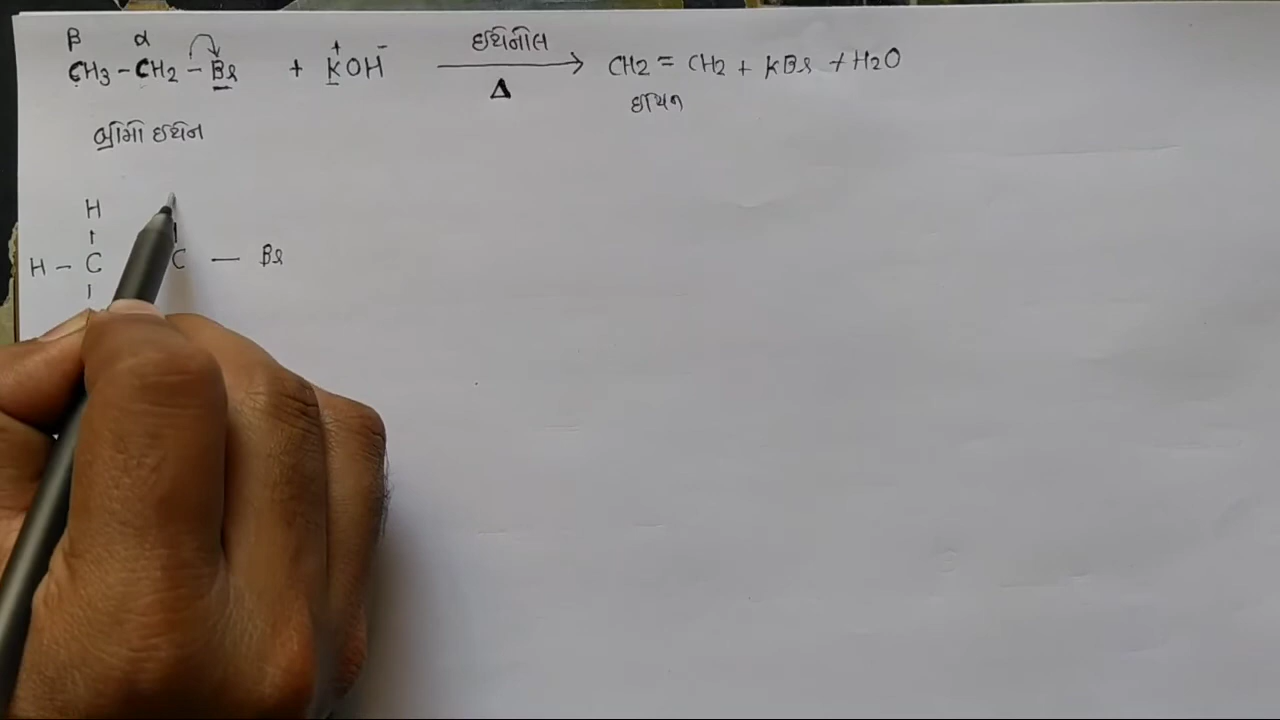 β α
CH3 - CH2 - Br + K⁺OH⁻ ઇથેનોલ Δ → CH2 = CH2 + KBr + H2O
ઇથિન
બ્રોમો ઇથેન
H
H - C C — Br